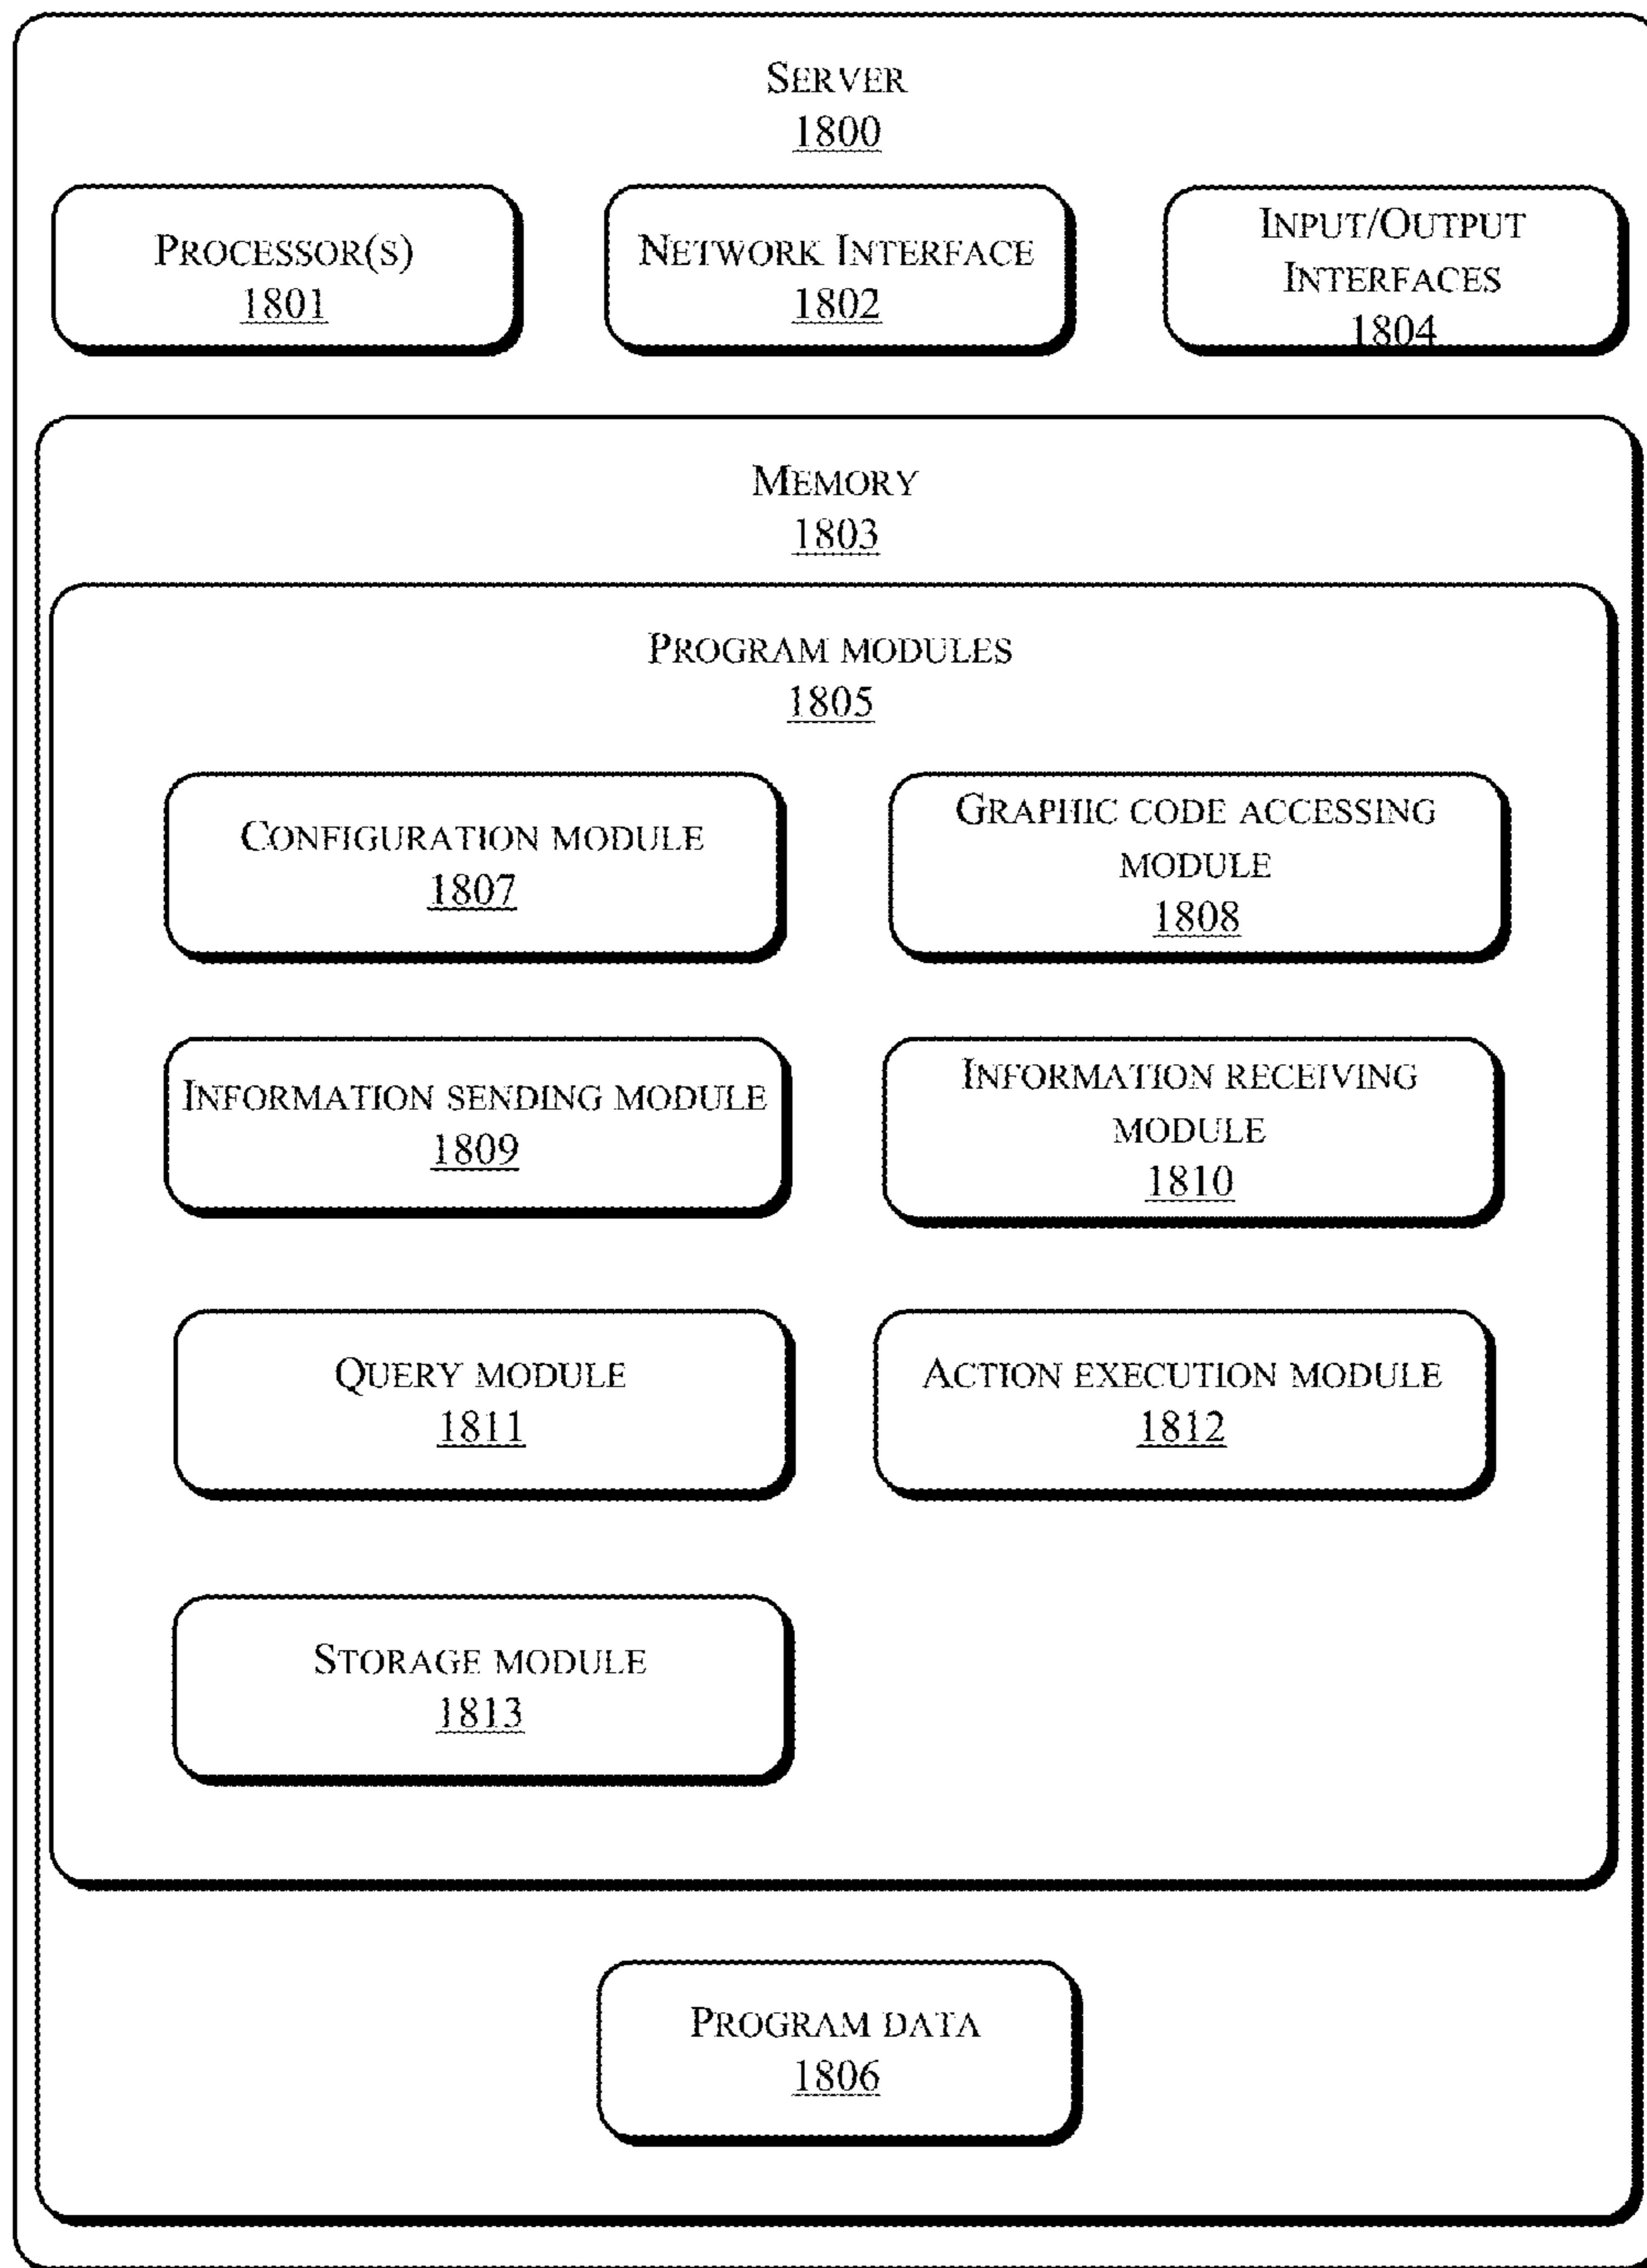 SERVER
1800
PROCESSOR(S)
1801
NETWORK INTERFACE
1802
INPUT/OUTPUT
INTERFACES
1804
MEMORY
1803
PROGRAM MODULES
1805
CONFIGURATION MODULE
1807
GRAPHIC CODE ACCESSING
MODULE
1808
INFORMATION SENDING MODULE
1809
INFORMATION RECEIVING
MODULE
1810
QUERY MODULE
1811
ACTION EXECUTION MODULE
1812
STORAGE MODULE
1813
PROGRAM DATA
1806